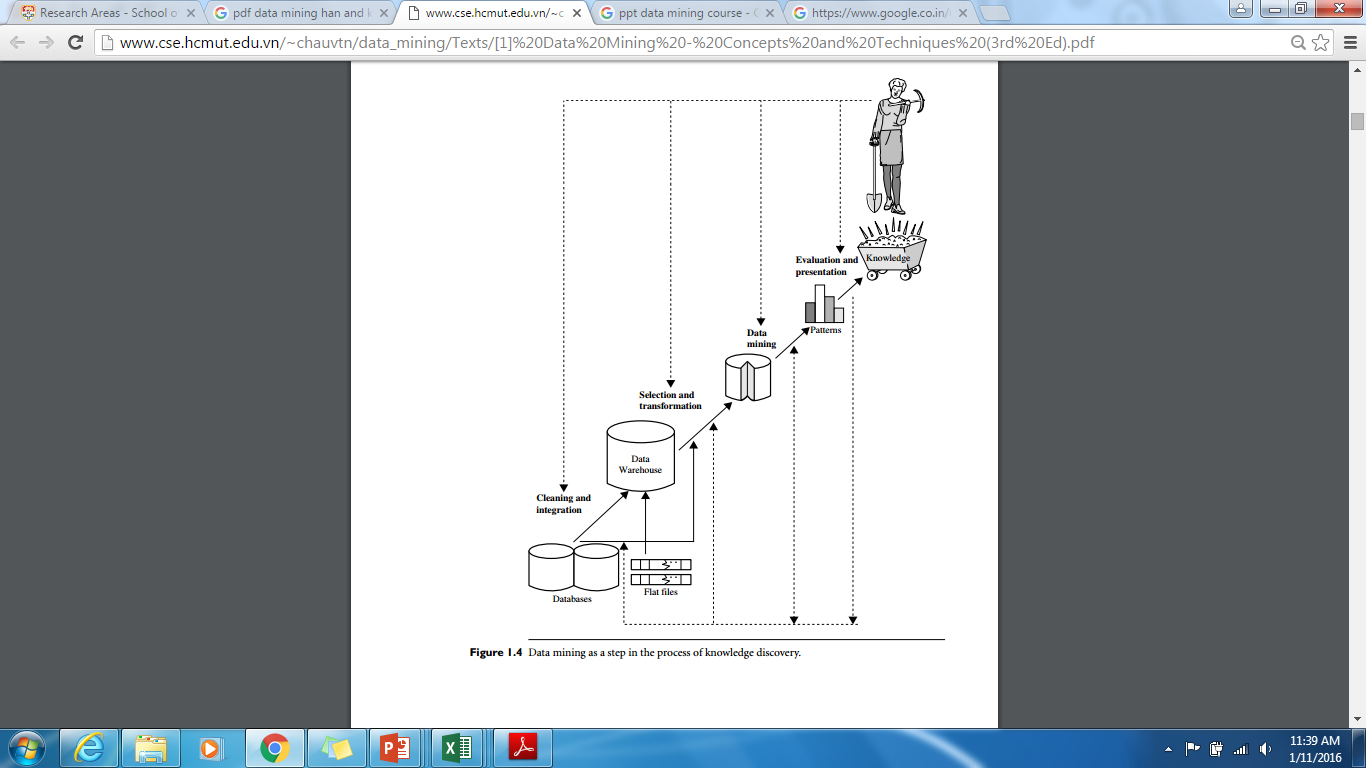 Research Areas - School o
pdf data mining han and k
www.cse.hcmut.edu.vn/~c
ppt data mining course - G
https://www.google.co.in/
www.cse.hcmut.edu.vn/~chauvtn/data_mining/Texts/[1]%20Data%20Mining%20-%20Concepts%20and%20Techniques%20(3rd%20Ed).pdf
Evaluation and
presentation
Knowledge
Patterns
Data
mining
Selection and
transformation
Data
Warehouse
Cleaning and
integration
Databases
Flat files
Figure 1.4 Data mining as a step in the process of knowledge discovery.
11:39 AM
1/11/2016